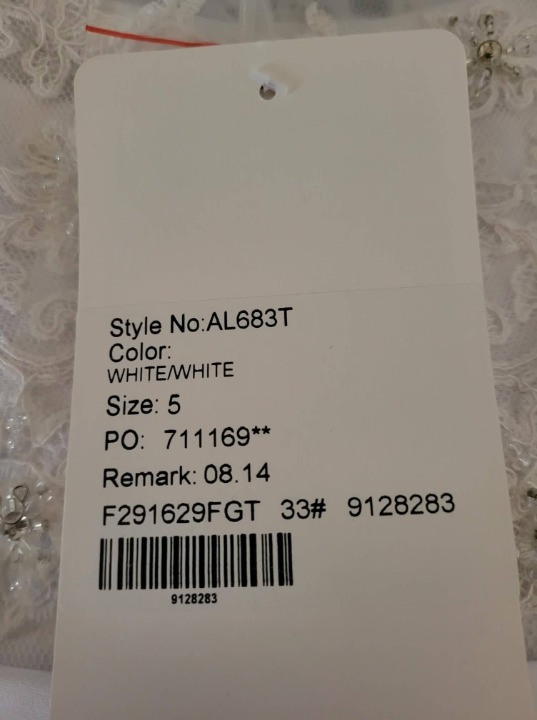 Style No:AL683T
Color:
WHITE/WHITE
Size: 5
PO: 711169**
Remark: 08.14
F291629FGT 33# 9128283
9128283